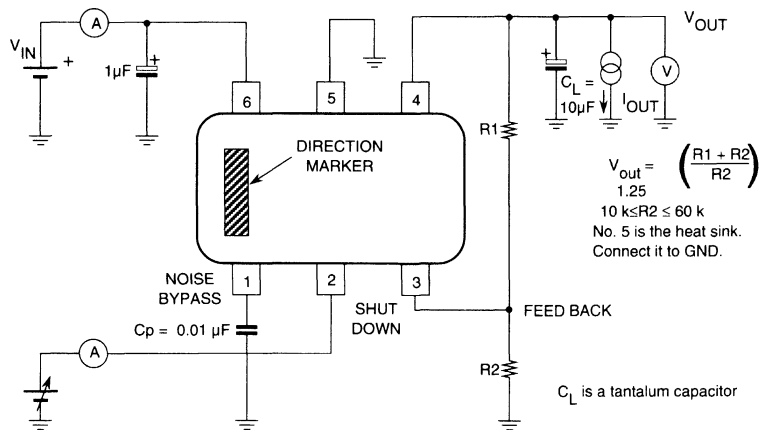 A
V_IN
+
1µF
+
6
5
4
V_OUT
+
C_L =
10µF
I_OUT
V
R1
DIRECTION
MARKER
V_out = (R1 + R2 / R2)
1.25
10 k≤R2 ≤ 60 k
No. 5 is the heat sink.
Connect it to GND.
NOISE
BYPASS
1
2
3
SHUT
DOWN
FEED BACK
Cp = 0.01 µF
A
R2
C_L is a tantalum capacitor